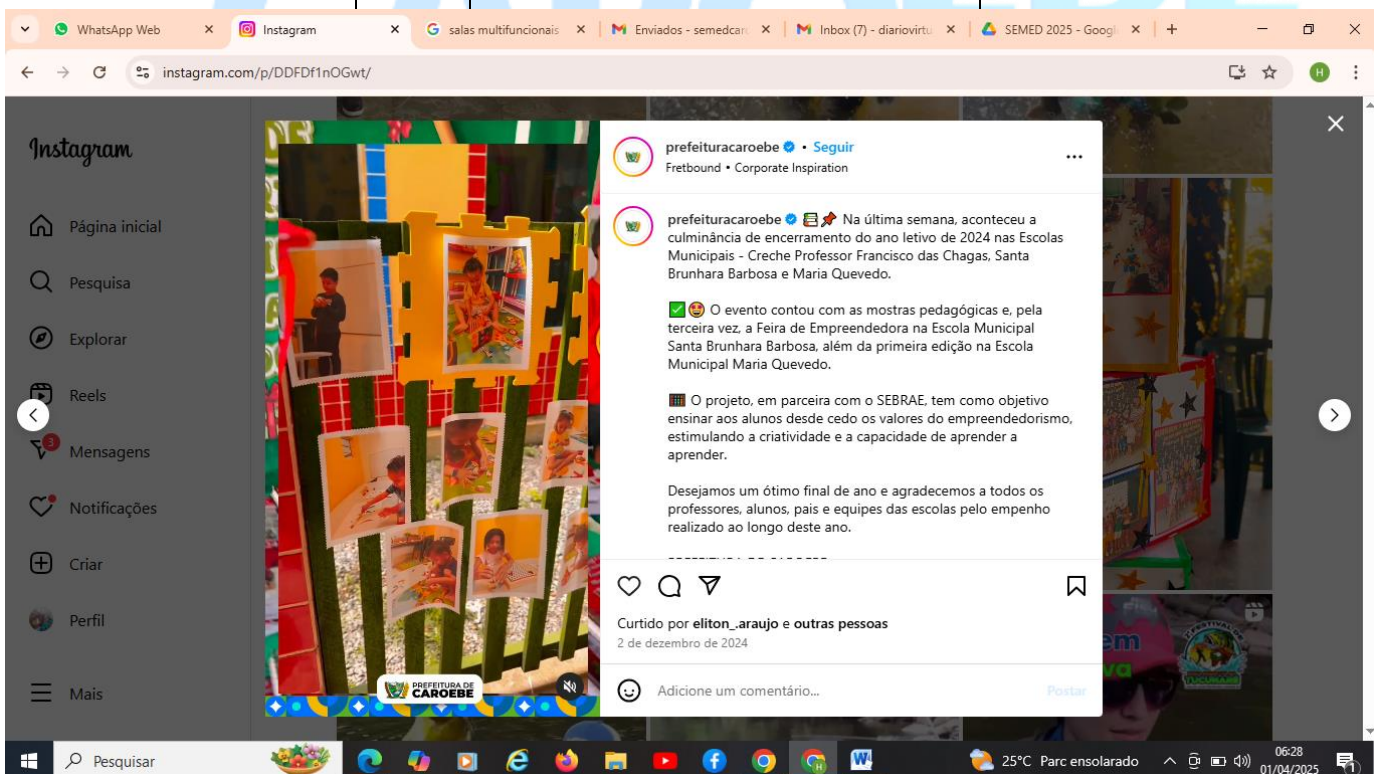 WhatsApp Web
Instagram
salas multifuncionais
Enviados - semedcar
Inbox (7) - diariovirtu
SEMED 2025 - Googl
instagram.com/p/DDFDf1nOGwt/
H
Instagram
Página inicial
Pesquisa
Explorar
Reels
3
Mensagens
Notificações
Criar
Perfil
Mais
PREFEITURA DE
CAROEBE
prefeituracaroebe • Seguir
Fretbound • Corporate Inspiration
prefeituracaroebe 📚📌 Na última semana, aconteceu a
culminância de encerramento do ano letivo de 2024 nas Escolas
Municipais - Creche Professor Francisco das Chagas, Santa
Brunhara Barbosa e Maria Quevedo.
✅🤩 O evento contou com as mostras pedagógicas e, pela
terceira vez, a Feira de Empreendedora na Escola Municipal
Santa Brunhara Barbosa, além da primeira edição na Escola
Municipal Maria Quevedo.
🧮 O projeto, em parceira com o SEBRAE, tem como objetivo
ensinar aos alunos desde cedo os valores do empreendedorismo,
estimulando a criatividade e a capacidade de aprender a
aprender.
Desejamos um ótimo final de ano e agradecemos a todos os
professores, alunos, pais e equipes das escolas pelo empenho
realizado ao longo deste ano.
Curtido por eliton_.araujo e outras pessoas
2 de dezembro de 2024
Adicione um comentário...
Postar
FESTIVAL DE
TUCUNARÉ
Pesquisar
25°C Parc ensolarado
06:28
01/04/2025
1